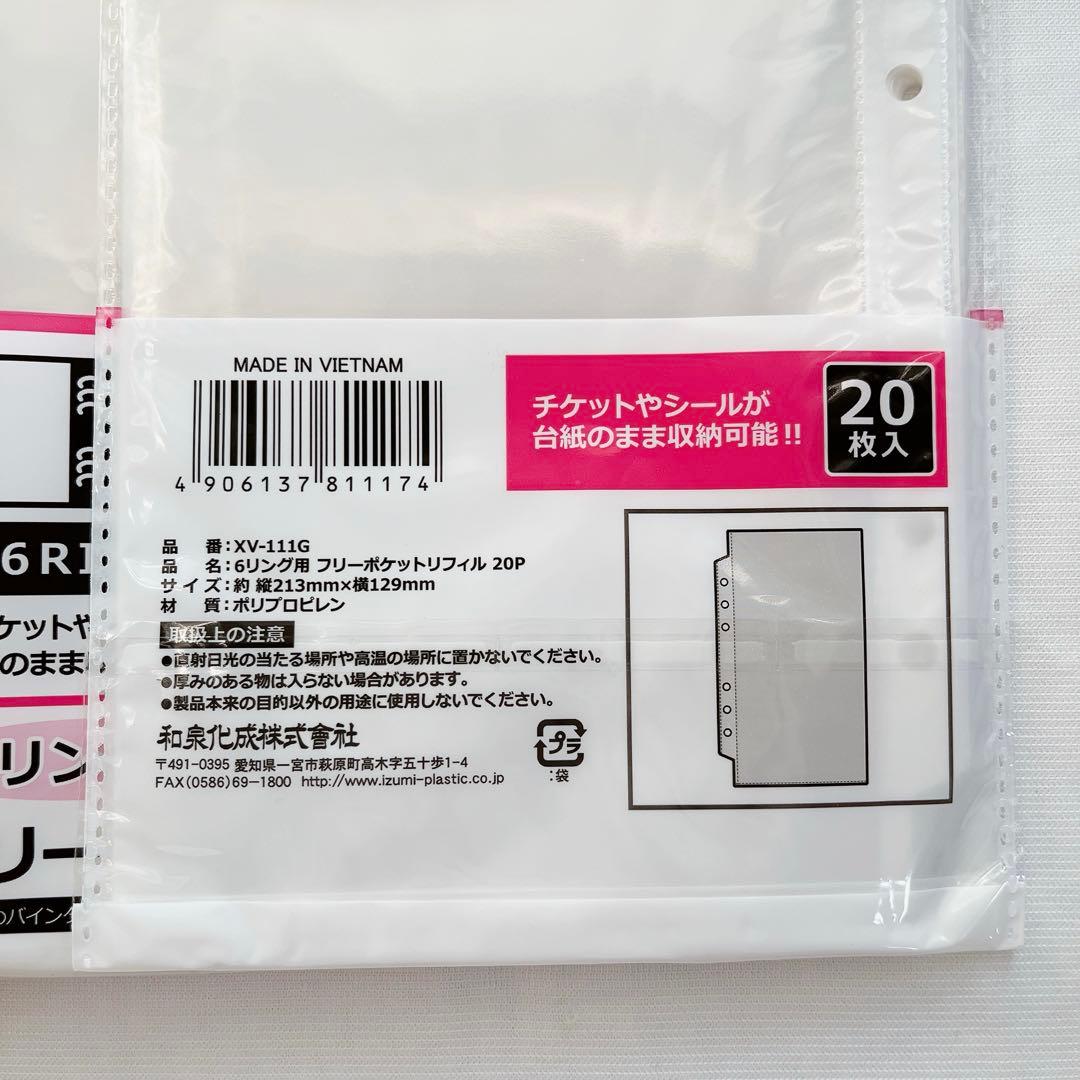 MADE IN VIETNAM
4 906137 811174
チケットやシールが
台紙のまま収納可能!!
20
枚入
品　番:XV-111G
品　名:6リング用 フリーポケットリフィル 20P
サイズ:約 縦213mm×横129mm
材　質:ポリプロピレン
取扱上の注意
●直射日光の当たる場所や高温の場所に置かないでください。
●厚みのある物は入らない場合があります。
●製品本来の目的以外の用途に使用しないでください。
和泉化成株式會社
〒491-0395 愛知県一宮市萩原町高木字五十歩1-4
FAX(0586)69-1800 http://www.izumi-plastic.co.jp
プラ
:袋
6RI
ケットや
のまま
リン
リー
のバインダ